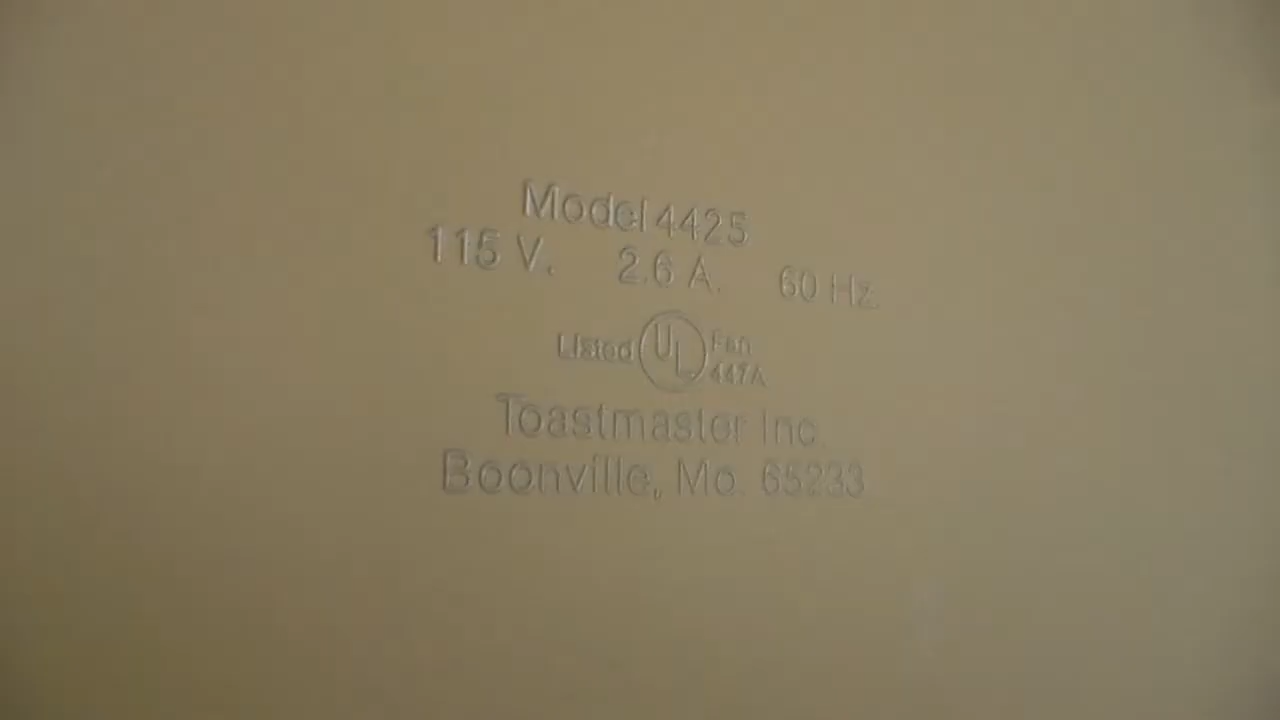 Model 4425
115 V. 2.6 A. 60 Hz.
Listed UL Fan 447A
Toastmaster Inc.
Boonville, Mo. 65233